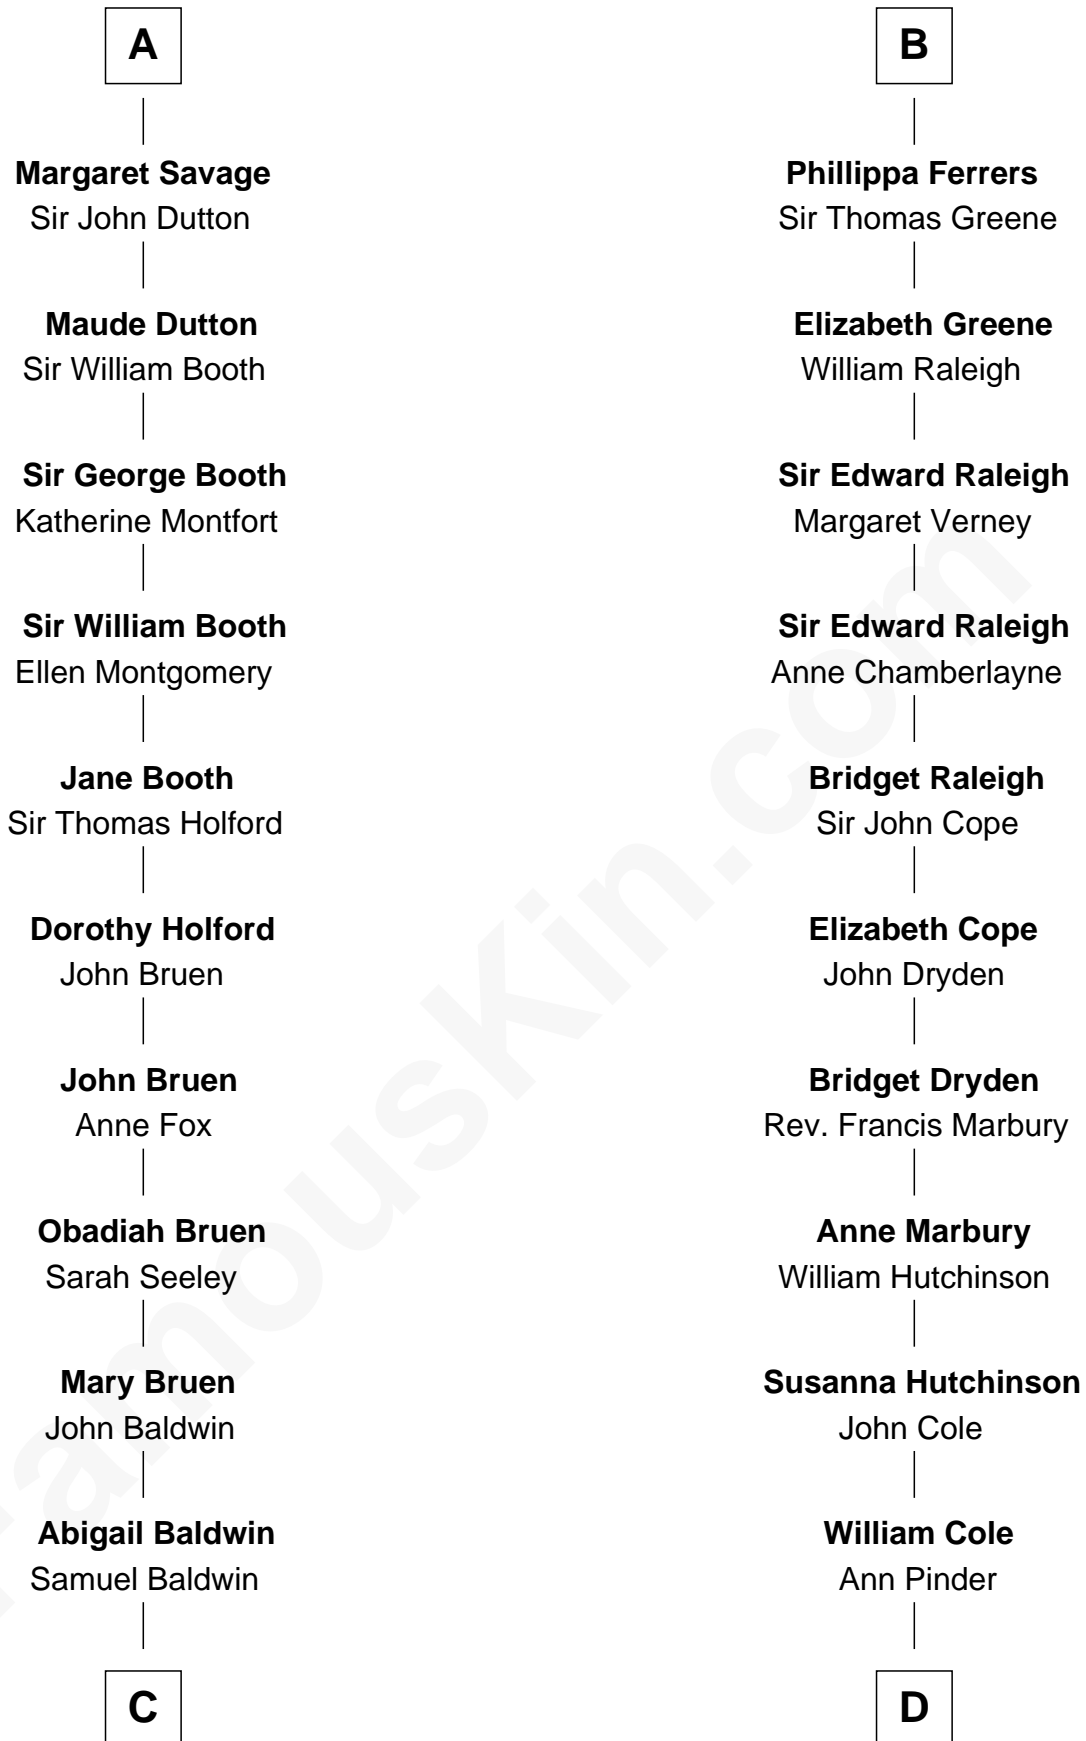 A
Margaret Savage
Sir John Dutton
Maude Dutton
Sir William Booth
Sir George Booth
Katherine Montfort
Sir William Booth
Ellen Montgomery
Jane Booth
Sir Thomas Holford
Dorothy Holford
John Bruen
John Bruen
Anne Fox
Obadiah Bruen
Sarah Seeley
Mary Bruen
John Baldwin
Abigail Baldwin
Samuel Baldwin
C
B
Phillippa Ferrers
Sir Thomas Greene
Elizabeth Greene
William Raleigh
Sir Edward Raleigh
Margaret Verney
Sir Edward Raleigh
Anne Chamberlayne
Bridget Raleigh
Sir John Cope
Elizabeth Cope
John Dryden
Bridget Dryden
Rev. Francis Marbury
Anne Marbury
William Hutchinson
Susanna Hutchinson
John Cole
William Cole
Ann Pinder
D
FamousKin.com